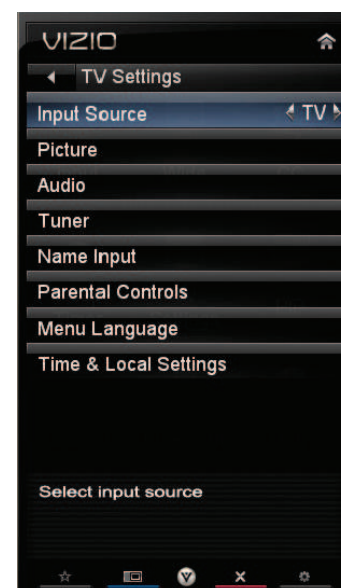 VIZIO
TV Settings
Input Source TV
Picture
Audio
Tuner
Name Input
Parental Controls
Menu Language
Time & Local Settings
Select input source
V